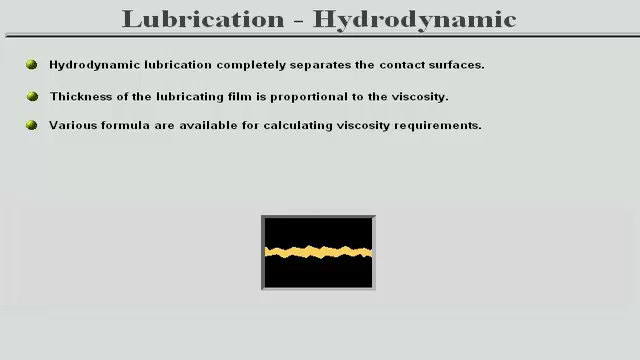 Lubrication - Hydrodynamic
Hydrodynamic lubrication completely separates the contact surfaces.
Thickness of the lubricating film is proportional to the viscosity.
Various formula are available for calculating viscosity requirements.